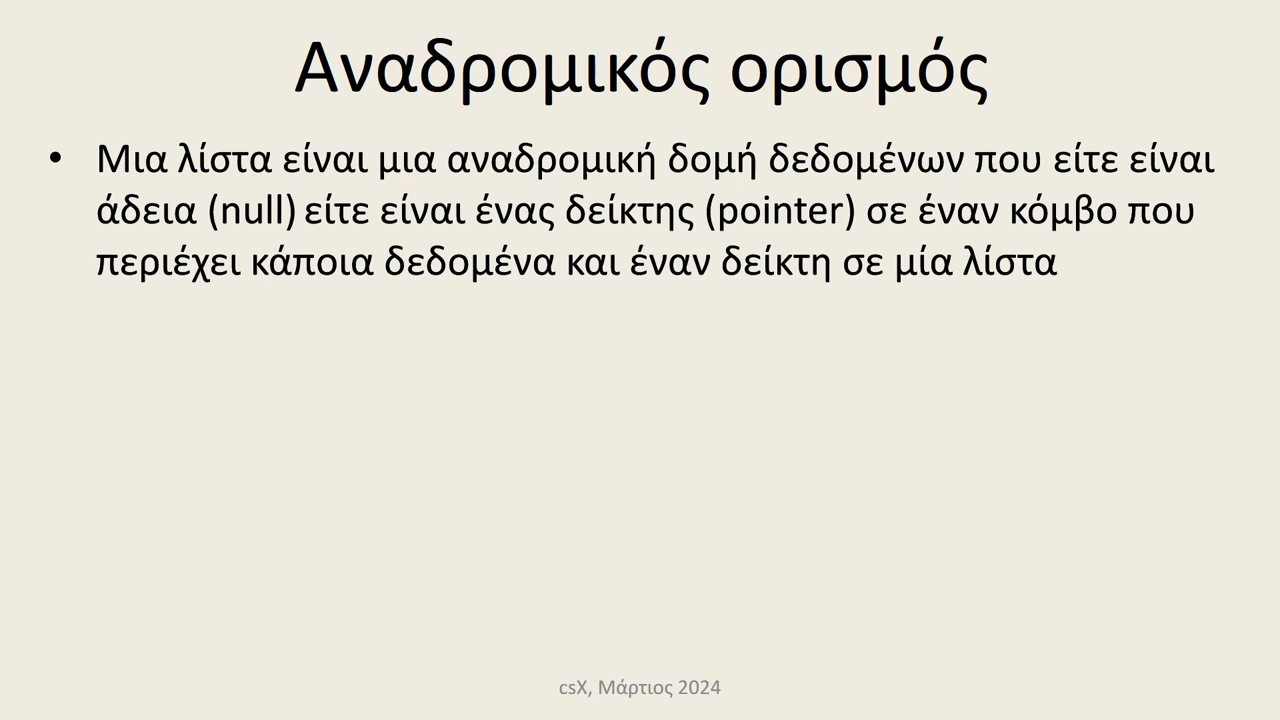 Αναδρομικός ορισμός
• Μια λίστα είναι μια αναδρομική δομή δεδομένων που είτε είναι
άδεια (null) είτε είναι ένας δείκτης (pointer) σε έναν κόμβο που
περιέχει κάποια δεδομένα και έναν δείκτη σε μία λίστα
csX, Μάρτιος 2024